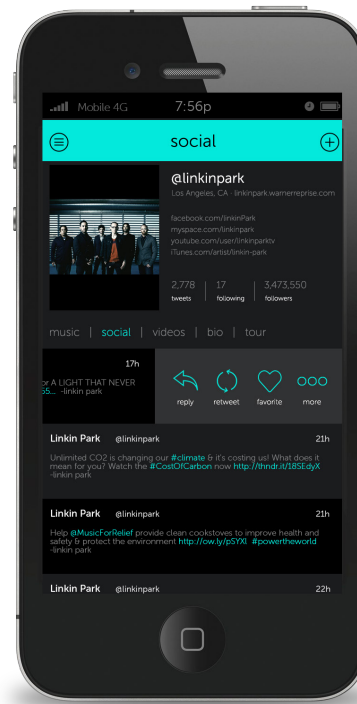 Mobile 4G 7:56p
social
@linkinpark
Los Angeles, CA · linkinpark.warnerreprise.com
facebook.com/linkinPark
myspace.com/linkinpark
youtube.com/user/linkinparktv
iTunes.com/artist/linkin-park
2,778 17 3,473,550
tweets following followers
music | social | videos | bio | tour
17h
or A LIGHT THAT NEVER
55... -linkin park
reply retweet favorite more
Linkin Park @linkinpark 21h
Unlimited CO2 is changing our #climate & it's costing us! What does it
mean for you? Watch the #CostOfCarbon now http://thndr.it/18SEdyX
-linkin park
Linkin Park @linkinpark 21h
Help @MusicForRelief provide clean cookstoves to improve health and
safety & protect the environment http://ow.ly/pSYXl #powertheworld
-linkin park
Linkin Park @linkinpark 22h